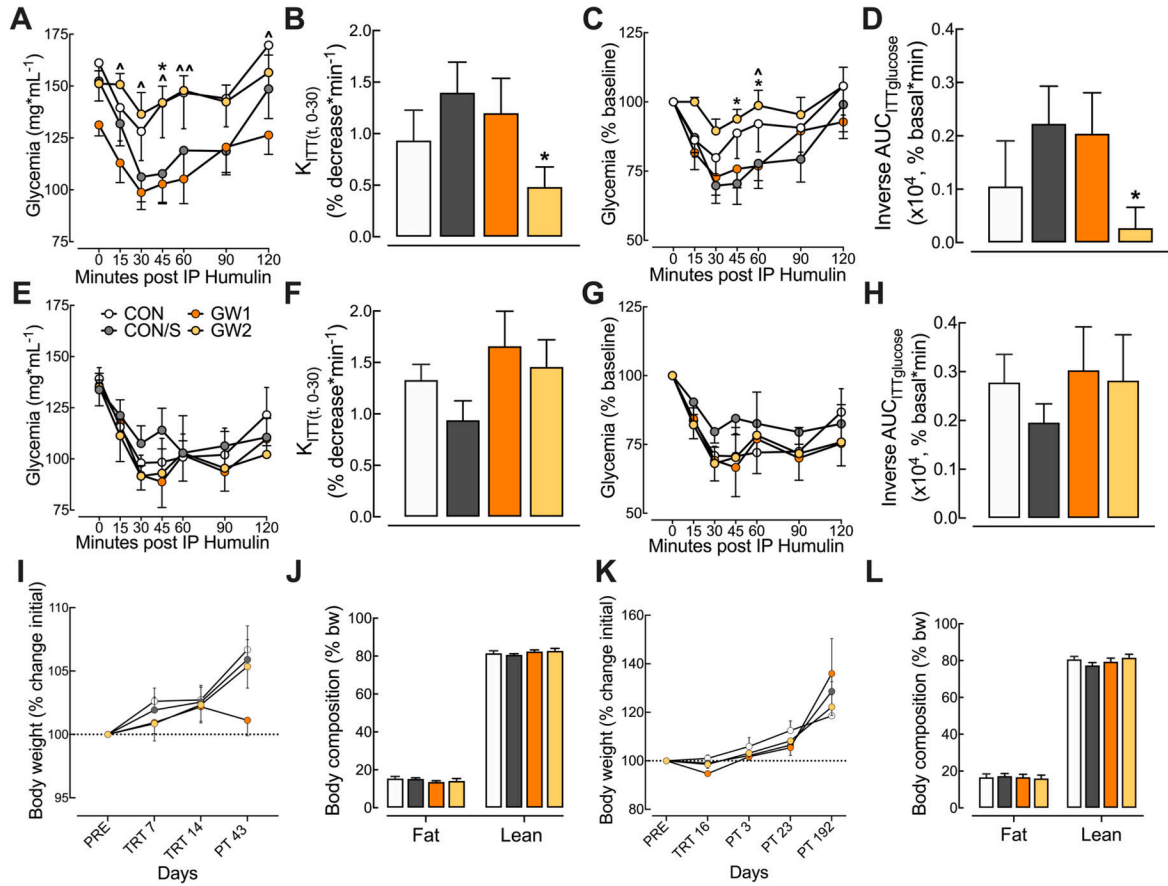 A
B
C
D
Glycemia (mg*mL-1)
175
150
125
100
75
^
^
*
^
^^
^
0 15 30 45 60 90 120
Minutes post IP Humulin
KITT(t, 0-30)
(% decrease*min-1)
2.0
1.5
1.0
0.5
0.0
*
Glycemia (% baseline)
125
100
75
50
*
^
*
0 15 30 45 60 90 120
Minutes post IP Humulin
Inverse AUCITTglucose
(x104, % basal*min)
0.4
0.3
0.2
0.1
0.0
*
E
F
G
H
Glycemia (mg*mL-1)
175
150
125
100
75
CON
GW1
CON/S
GW2
0 15 30 45 60 90 120
Minutes post IP Humulin
KITT(t, 0-30)
(% decrease*min-1)
2.0
1.5
1.0
0.5
0.0
Glycemia (% baseline)
125
100
75
50
0 15 30 45 60 90 120
Minutes post IP Humulin
Inverse AUCITTglucose
(x104, % basal*min)
0.4
0.3
0.2
0.1
0.0
I
J
K
L
Body weight (% change initial)
110
105
100
95
PRE
TRT 7
TRT 14
PT 43
Days
Body composition (% bw)
100
80
60
40
20
0
Fat Lean
Body weight (% change initial)
160
140
120
100
80
PRE
TRT 16
PT 3
PT 23
PT 192
Days
Body composition (% bw)
100
80
60
40
20
0
Fat Lean